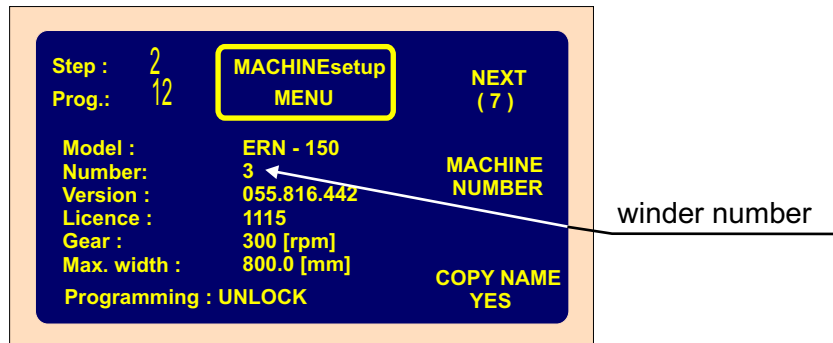 Step : 2
Prog.: 12
MACHINEsetup
MENU
NEXT
( 7 )
Model : ERN - 150
Number: 3
Version : 055.816.442
Licence : 1115
Gear : 300 [rpm]
Max. width : 800.0 [mm]
Programming : UNLOCK
MACHINE
NUMBER
COPY NAME
YES
winder number